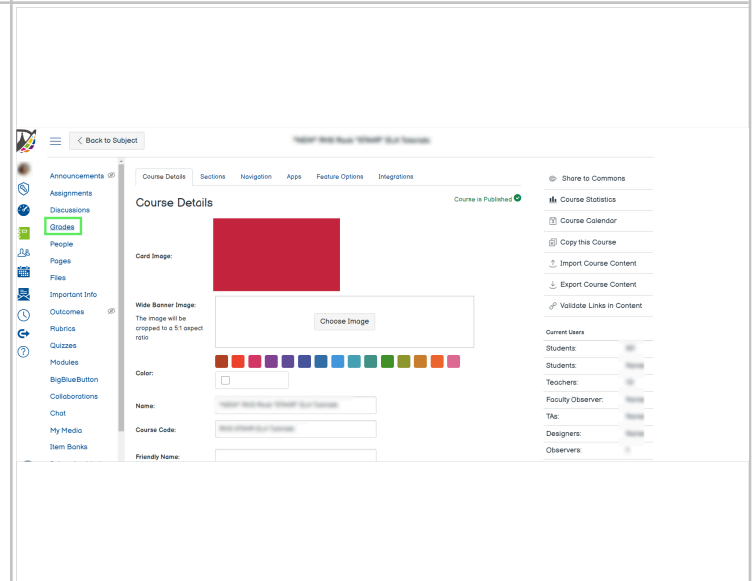 Back to Subject
Announcements
Assignments
Discussions
Grades
People
Pages
Files
Important Info
Outcomes
Rubrics
Quizzes
Modules
BigBlueButton
Collaborations
Chat
My Media
Item Banks
Course Details
Sections
Navigation
Apps
Feature Options
Integrations
Course Details
Course is Published
Card Image:
Wide Banner Image:
The image will be
cropped to a 5:1 aspect
ratio
Choose Image
Color:
Name:
Course Code:
Friendly Name:
Share to Commons
Course Statistics
Course Calendar
Copy this Course
Import Course
Content
Export Course Content
Validate Links in Content
Current Users
Students:
Students:
Teachers:
Faculty Observer:
TAs:
Designers:
Observers: